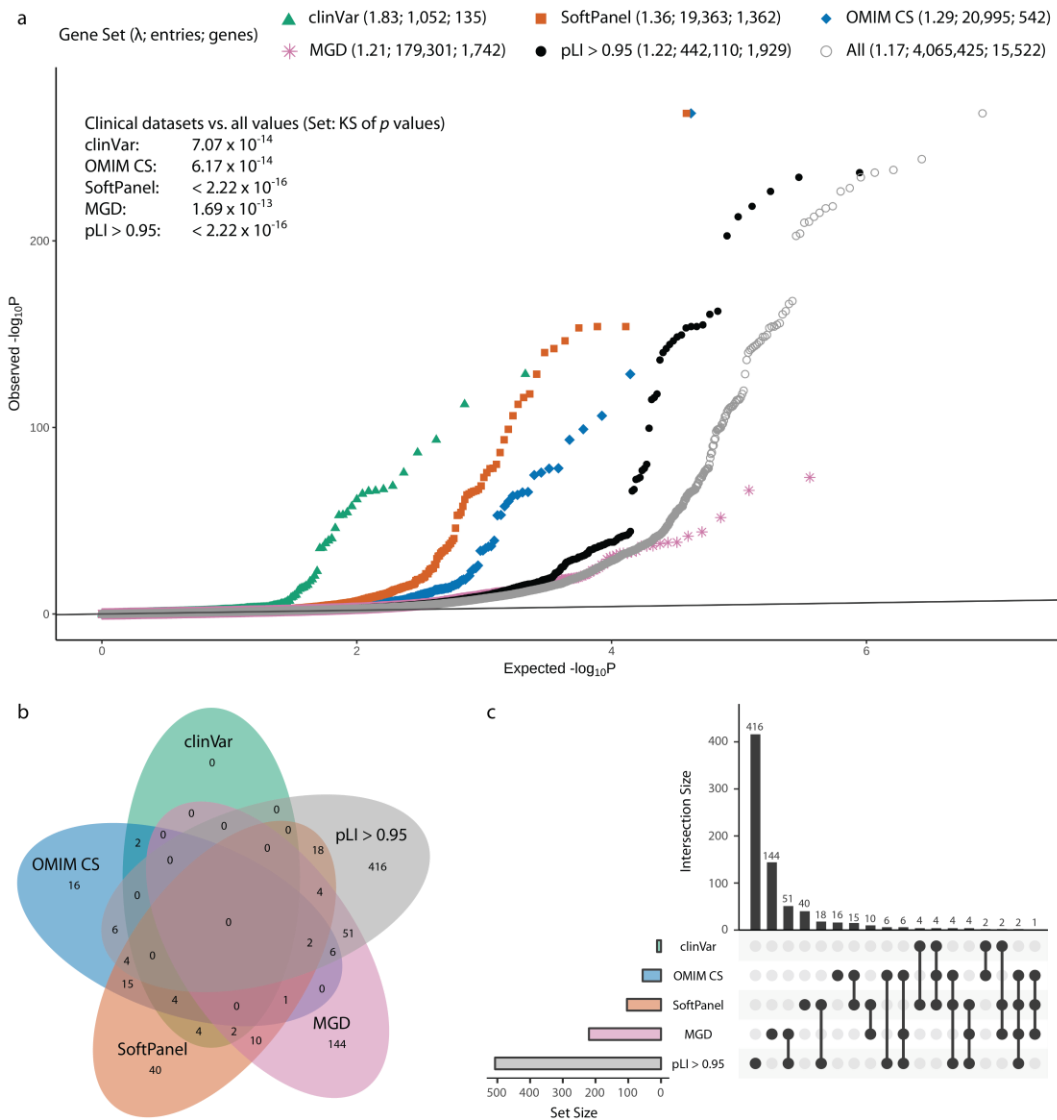 a
Gene Set (λ; entries; genes)
clinVar (1.83; 1,052; 135)
SoftPanel (1.36; 19,363; 1,362)
OMIM CS (1.29; 20,995; 542)
MGD (1.21; 179,301; 1,742)
pLI > 0.95 (1.22; 442,110; 1,929)
All (1.17; 4,065,425; 15,522)
Clinical datasets vs. all values (Set: KS of p values)
clinVar: 7.07 x 10⁻¹⁴
OMIM CS: 6.17 x 10⁻¹⁴
SoftPanel: < 2.22 x 10⁻¹⁶
MGD: 1.69 x 10⁻¹³
pLI > 0.95: < 2.22 x 10⁻¹⁶
Observed -log₁₀P
200
100
0
0 2 4 6
Expected -log₁₀P
b
clinVar
0
0 0
0 0 0
2 0 18 pLI > 0.95
OMIM CS 0 416
16 0 4
0
6 51
2
4 0 6
15 0
4 0 1
MGD
4 2 10 144
SoftPanel
40
c
Intersection Size
400
300
200
100
0
416
144
51
40
18
16
15
10
6
6
4
4
4
4
2
2
2
1
clinVar
OMIM CS
SoftPanel
MGD
pLI > 0.95
500 400 300 200 100 0
Set Size